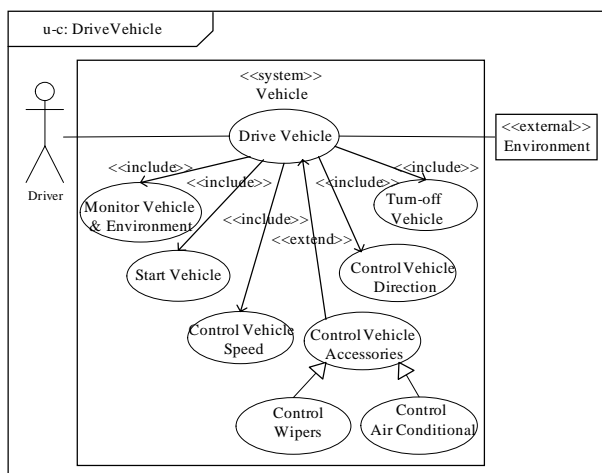 u-c: DriveVehicle
<<system>>
Vehicle
Drive Vehicle
<<external>>
Environment
Driver
<<include>>
<<include>>
<<include>>
<<include>>
<<include>>
<<extend>>
Monitor Vehicle
& Environment
Turn-off
Vehicle
Start Vehicle
Control Vehicle
Direction
Control Vehicle
Speed
Control Vehicle
Accessories
Control
Wipers
Control
Air Conditional